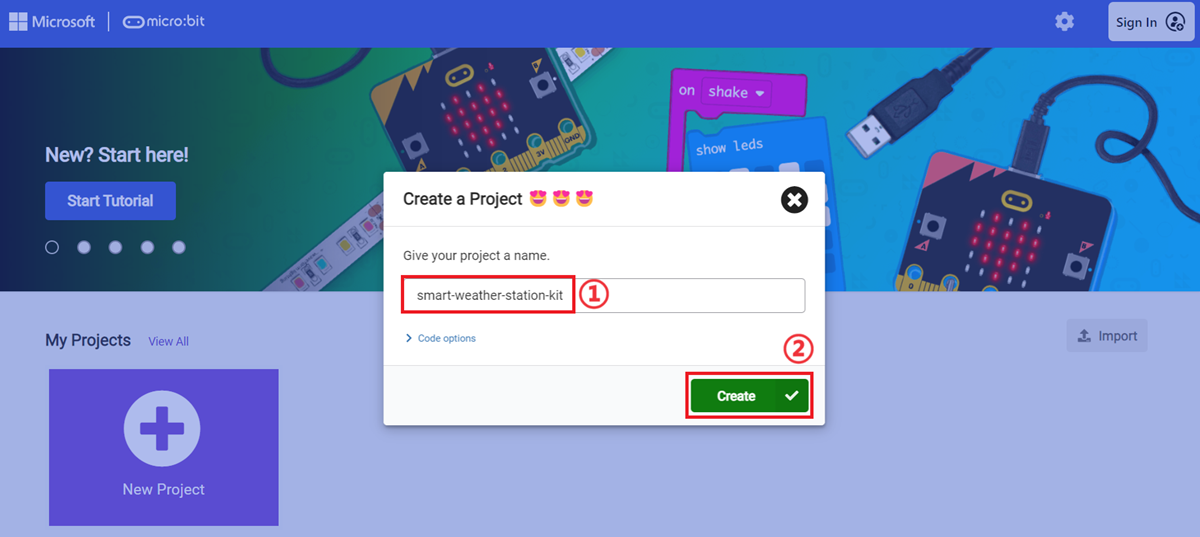 Microsoft | micro:bit
Sign In
on shake
show leds
New? Start here!
Start Tutorial
Create a Project 😍 😍 😍
Give your project a name.
smart-weather-station-kit ①
Code options
②
Create
My Projects View All
Import
New Project
3V GND